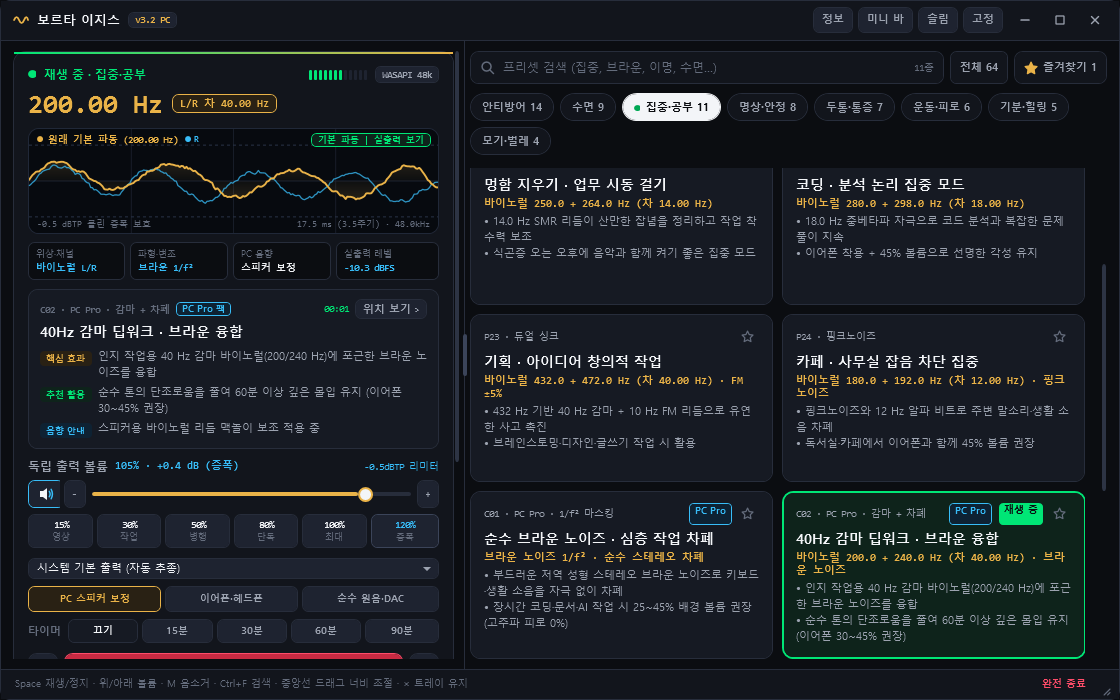 보르타 이지스 v3.2 PC
정보 미니 바 슬림 고정
재생 중 · 집중·공부 WASAPI 48k
200.00 Hz L/R 차 40.00 Hz
원래 기본 파동 (200.00 Hz) R 기본 파동 | 실출력 보기
-0.5 dBTP 클린 증폭 보호 17.5 ms (3.5주기) · 48.0kHz
위상·채널 파형·변조 PC 음향 실출력 레벨
바이노럴 L/R 브라운 1/f² 스피커 보정 -10.3 dBFS
C02 · PC Pro · 감마 + 차폐 PC Pro 팩 00:01 위치 보기 >
40Hz 감마 딥워크 · 브라운 융합
핵심 효과 인지 작업용 40 Hz 감마 바이노럴(200/240 Hz)에 포근한 브라운 노
이즈를 융합
추천 활용 순수 톤의 단조로움을 줄여 60분 이상 깊은 몰입 유지 (이어폰
30~45% 권장)
음향 안내 스피커용 바이노럴 리듬 맥놀이 보조 적용 중
독립 출력 볼륨 105% · +0.4 dB (증폭) -0.5dBTP 리미터
- +
15% 30% 50% 80% 100% 120%
명상 작업 병행 단독 최대 증폭
시스템 기본 출력 (자동 추종)
PC 스피커 보정 이어폰·헤드폰 순수 원음·DAC
타이머 끄기 15분 30분 60분 90분
프리셋 검색 (집중, 브라운, 이명, 수면...) 11종 전체 64 즐겨찾기 1
안티방어 14 수면 9 집중·공부 11 명상·안정 8 두통·통증 7 운동·피로 6 기분·힐링 5
모기·벌레 4
멍함 지우기 · 업무 시동 걸기
바이노럴 250.0 + 264.0 Hz (차 14.00 Hz)
• 14.0 Hz SMR 리듬이 산만한 잡념을 정리하고 작업 착
수력 보조
• 식곤증 오는 오후에 음악과 함께 켜기 좋은 집중 모드
코딩 · 분석 논리 집중 모드
바이노럴 280.0 + 298.0 Hz (차 18.00 Hz)
• 18.0 Hz 중베타파 자극으로 코드 분석과 복잡한 문제
풀이 지속
• 이어폰 착용 + 45% 볼륨으로 선명한 각성 유지
P23 · 듀얼 싱크
기획 · 아이디어 창의적 작업
바이노럴 432.0 + 472.0 Hz (차 40.00 Hz) · FM
±5%
• 432 Hz 기반 40 Hz 감마 + 10 Hz FM 리듬으로 유연
한 사고 촉진
• 브레인스토밍·디자인·글쓰기 작업 시 활용
P24 · 핑크노이즈
카페 · 사무실 잡음 차단 집중
바이노럴 180.0 + 192.0 Hz (차 12.00 Hz) · 핑크
노이즈
• 핑크노이즈와 12 Hz 알파 비트로 주변 말소리·생활 소
음 차폐
• 독서실·카페에서 이어폰과 함께 45% 볼륨 권장
C01 · PC Pro · 1/f² 마스킹 PC Pro
순수 브라운 노이즈 · 심층 작업 차폐
브라운 노이즈 1/f² · 순수 스테레오 차폐
• 부드러운 저역 성형 스테레오 브라운 노이즈로 키보드
·생활 소음을 자극 없이 차폐
• 장시간 코딩·문서·AI 작업 시 25~45% 배경 볼륨 권장
(고주파 피로 0%)
C02 · PC Pro · 감마 + 차폐 PC Pro 재생 중
40Hz 감마 딥워크 · 브라운 융합
바이노럴 200.0 + 240.0 Hz (차 40.00 Hz) · 브라
운 노이즈
• 인지 작업용 40 Hz 감마 바이노럴(200/240 Hz)에 포근
한 브라운 노이즈를 융합
• 순수 톤의 단조로움을 줄여 60분 이상 깊은 몰입 유지
(이어폰 30~45% 권장)
Space 재생/정지 · 위/아래 볼륨 · M 음소거 · Ctrl+F 검색 · 중앙선 드래그 너비 조절 · × 트레이 유지 완전 종료